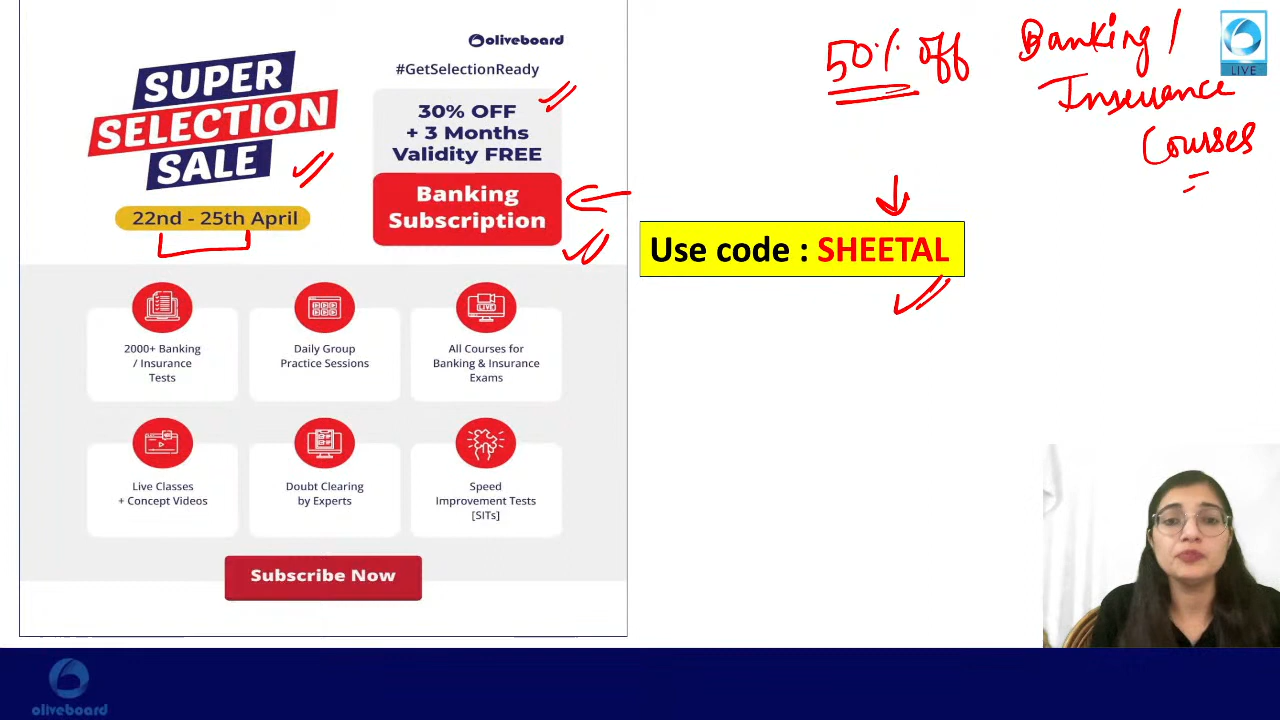 oliveboard
#GetSelectionReady
SUPER
SELECTION
SALE
22nd - 25th April
30% OFF
+ 3 Months
Validity FREE
Banking
Subscription
2000+ Banking
/ Insurance
Tests
Daily Group
Practice Sessions
LIVE
All Courses for
Banking & Insurance
Exams
Live Classes
+ Concept Videos
Doubt Clearing
by Experts
Speed
Improvement Tests
[SITs]
Subscribe Now
50% off
Banking /
Insurance
Courses
Use code : SHEETAL
LIVE
oliveboard